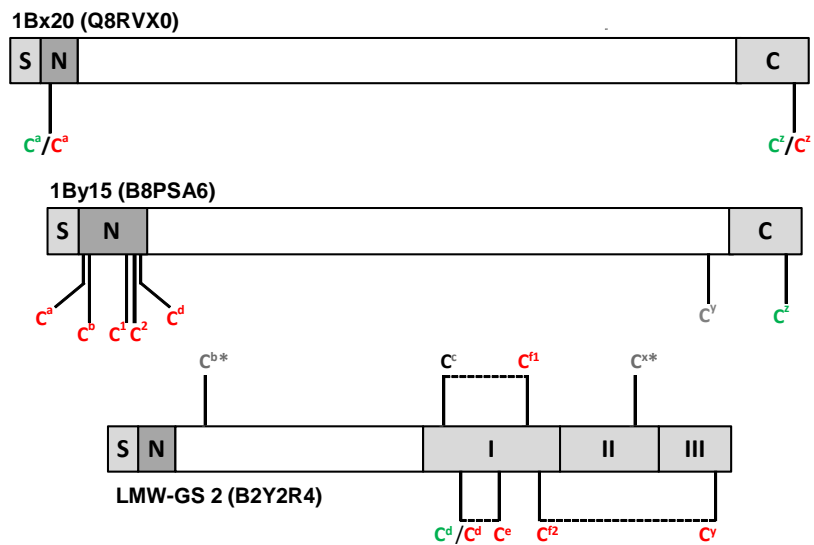 1Bx20 (Q8RVX0)
S N C
Cᵃ/Cᵃ Cᶻ/Cᶻ
1By15 (B8PSA6)
S N C
Cᵃ Cᵇ C¹ C² Cᵈ Cʸ Cᶻ
Cᵇ* Cᶜ Cᶠ¹ Cˣ*
S N I II III
LMW-GS 2 (B2Y2R4)
Cᵈ/Cᵈ Cᵉ Cᶠ² Cʸ